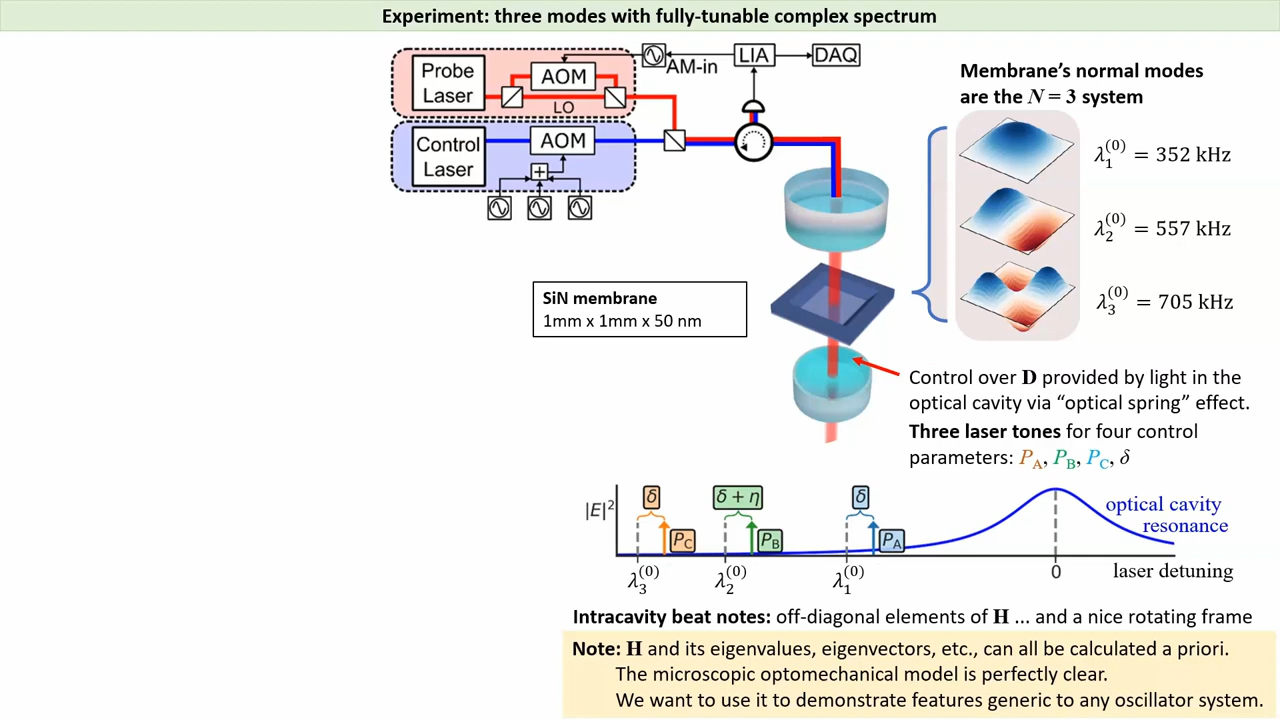 Experiment: three modes with fully-tunable complex spectrum
Probe
Laser
AOM
LO
AM-in
LIA
DAQ
Control
Laser
AOM
+
Membrane's normal modes
are the N = 3 system
λ₁⁽⁰⁾ = 352 kHz
λ₂⁽⁰⁾ = 557 kHz
λ₃⁽⁰⁾ = 705 kHz
SiN membrane
1mm x 1mm x 50 nm
Control over D provided by light in the
optical cavity via “optical spring” effect.
Three laser tones for four control
parameters: P_A, P_B, P_C, δ
|E|²
δ
δ + η
δ
P_C
P_B
P_A
optical cavity
resonance
λ₃⁽⁰⁾
λ₂⁽⁰⁾
λ₁⁽⁰⁾
0
laser detuning
Intracavity beat notes: off-diagonal elements of H ... and a nice rotating frame
Note: H and its eigenvalues, eigenvectors, etc., can all be calculated a priori.
The microscopic optomechanical model is perfectly clear.
We want to use it to demonstrate features generic to any oscillator system.